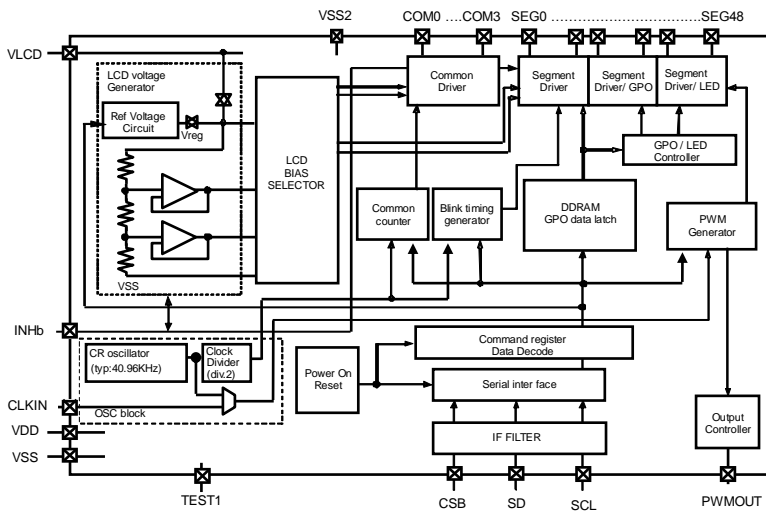 VSS2
COM0 ....COM3
SEG0 ........................................SEG48
VLCD
LCD voltage
Generator
Ref Voltage
Circuit
Vreg
VSS
LCD
BIAS
SELECTOR
Common
Driver
Segment
Driver
Segment
Driver/ GPO
Segment
Driver/ LED
GPO / LED
Controller
Common
counter
Blink timing
generator
DDRAM
GPO data latch
PWM
Generator
INHb
CR oscillator
(typ:40.96KHz)
Clock
Divider
(div.2)
OSC block
CLKIN
VDD
VSS
Power On
Reset
Command register
Data Decode
Serial inter face
IF FILTER
Output
Controller
TEST1
CSB
SD
SCL
PWMOUT